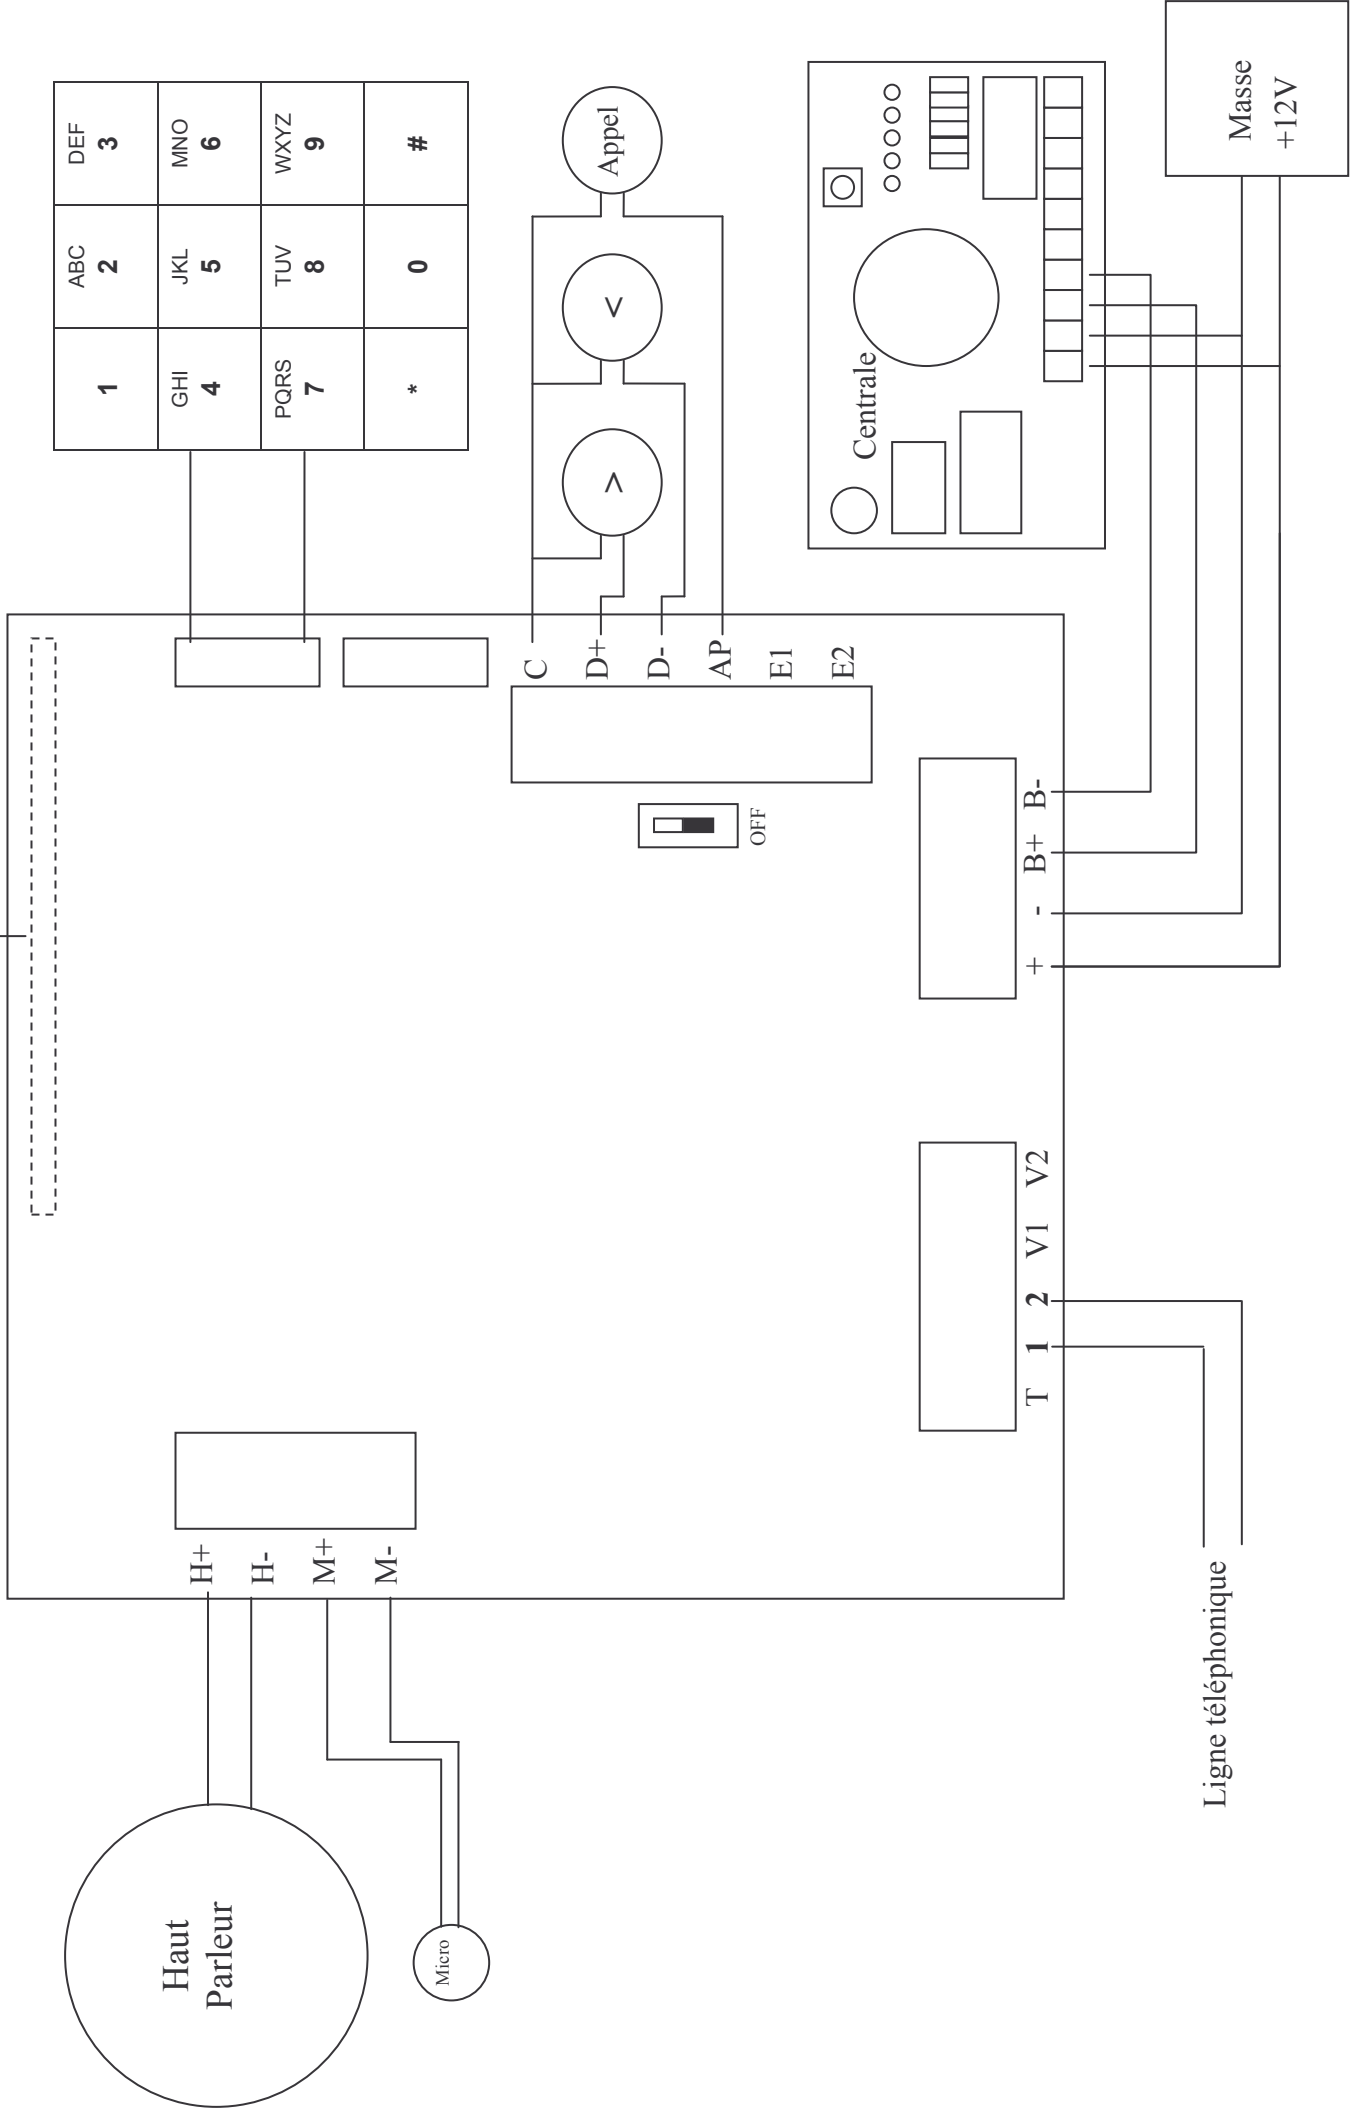 Haut
Parleur
Micro
H+
H-
M+
M-
1
ABC
2
DEF
3
GHI
4
JKL
5
MNO
6
PQRS
7
TUV
8
WXYZ
9
*
0
#
C
D+
D-
AP
E1
E2
>
<
Appel
OFF
Centrale
T 1 2 V1 V2
+ - B+ B-
Ligne téléphonique
Masse
+12V